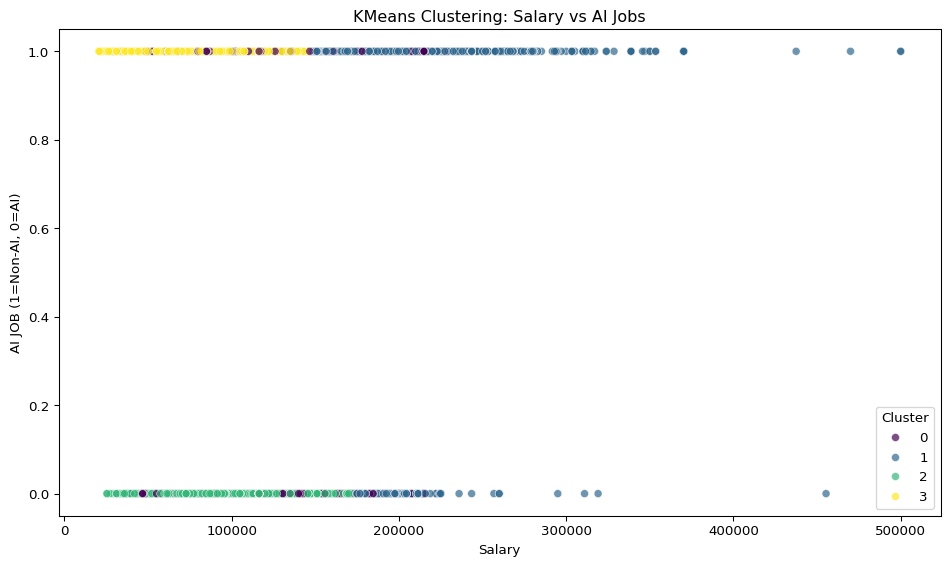 KMeans Clustering: Salary vs AI Jobs
AI JOB (1=Non-AI, 0=AI)
1.0
0.8
0.6
0.4
0.2
0.0
Cluster
0
1
2
3
0 100000 200000 300000 400000 500000
Salary